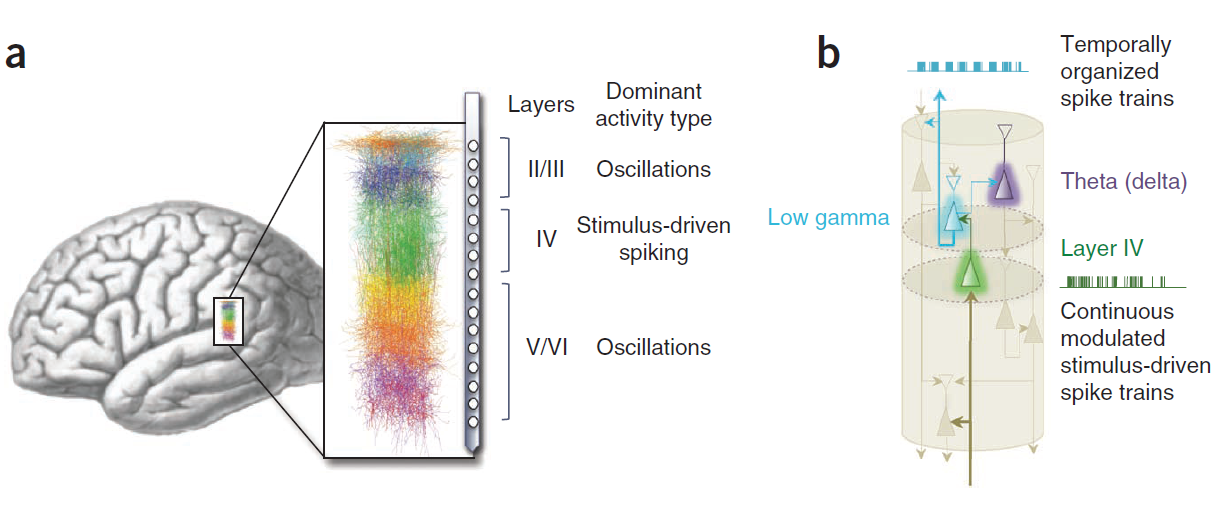 a
Layers
Dominant
activity type
II/III
Oscillations
IV
Stimulus-driven
spiking
V/VI
Oscillations
b
Temporally
organized
spike trains
Theta (delta)
Low gamma
Layer IV
Continuous
modulated
stimulus-driven
spike trains